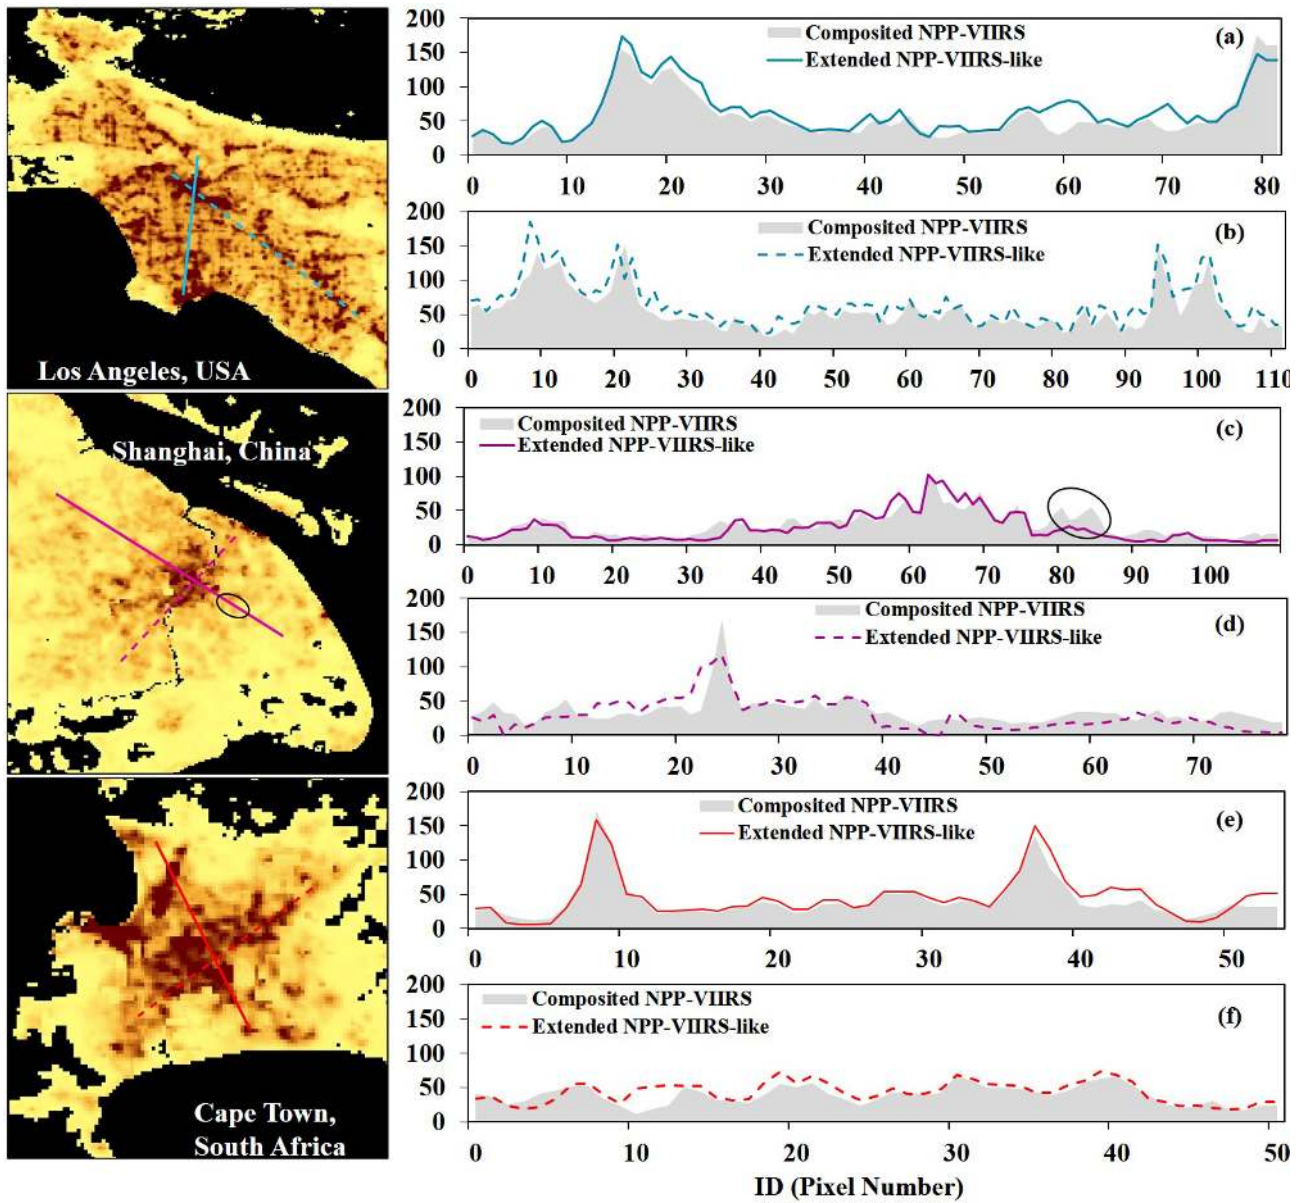 Los Angeles, USA
200
150
100
50
0
Composited NPP-VIIRS
Extended NPP-VIIRS-like
(a)
0 10 20 30 40 50 60 70 80
200
150
100
50
0
Composited NPP-VIIRS
Extended NPP-VIIRS-like
(b)
0 10 20 30 40 50 60 70 80 90 100 110
Shanghai, China
200
150
100
50
0
Composited NPP-VIIRS
Extended NPP-VIIRS-like
(c)
0 10 20 30 40 50 60 70 80 90 100
200
150
100
50
0
Composited NPP-VIIRS
Extended NPP-VIIRS-like
(d)
0 10 20 30 40 50 60 70
Cape Town,
South Africa
200
150
100
50
0
Composited NPP-VIIRS
Extended NPP-VIIRS-like
(e)
0 10 20 30 40 50
200
150
100
50
0
Composited NPP-VIIRS
Extended NPP-VIIRS-like
(f)
0 10 20 30 40 50
ID (Pixel Number)